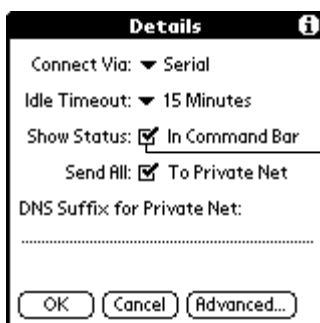 Details
Connect Via: Serial
Idle Timeout: 15 Minutes
Show Status: In Command Bar
Send All: To Private Net
DNS Suffix for Private Net:
OK Cancel Advanced...